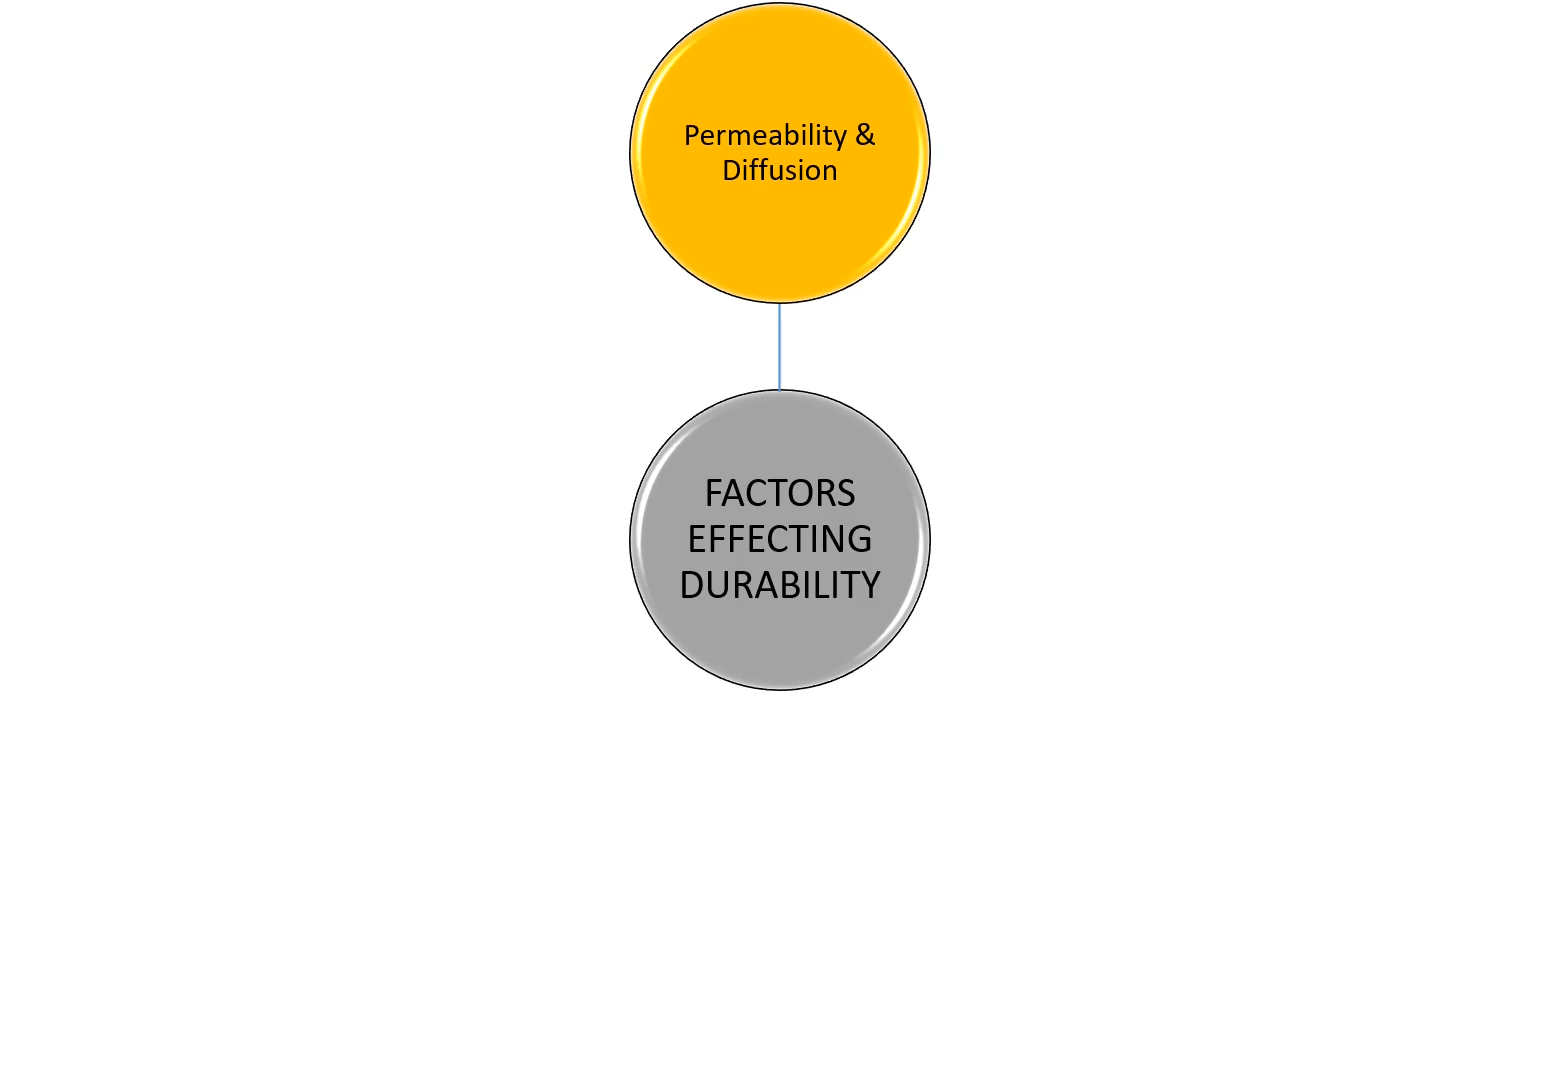 Permeability &
Diffusion
FACTORS
EFFECTING
DURABILITY